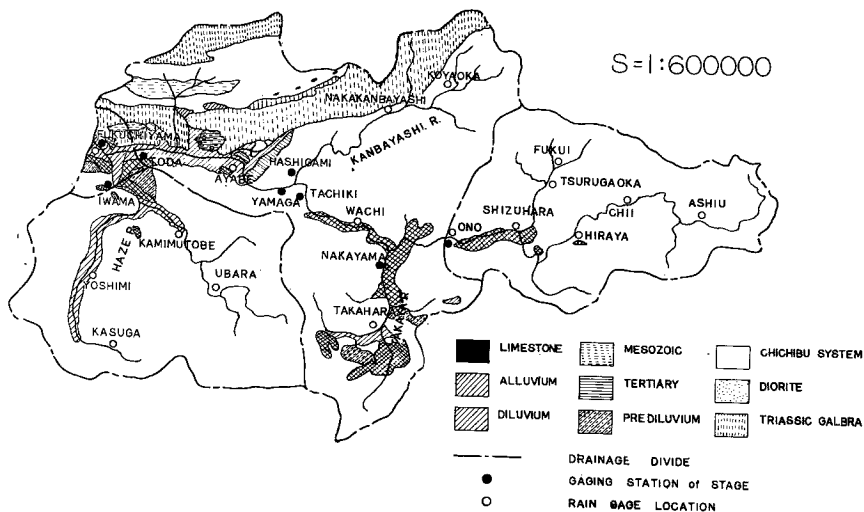 S=1:600000
KOYAOKA
NAKAKANBAYASHI
FUKUCHIYAMA
KANBAYASHI. R.
FUKUI
TODA
HASHIGAMI
AYABE
TSURUGAOKA
IWAMA
YAMAGA
TACHIKI
CHII
ASHIU
WACHI
SHIZUHARA
ONO
KAMIMUTOBE
HIRAYA
HAZE
NAKAYAMA
UBARA
YOSHIMI
TAKAHARA
KASUGA
LIMESTONE
MESOZOIC
CHICHIBU SYSTEM
ALLUVIUM
TERTIARY
DIORITE
DILUVIUM
PREDILUVIUM
TRIASSIC GALBRA
DRAINAGE DIVIDE
GAGING STATION of STAGE
RAIN GAGE LOCATION